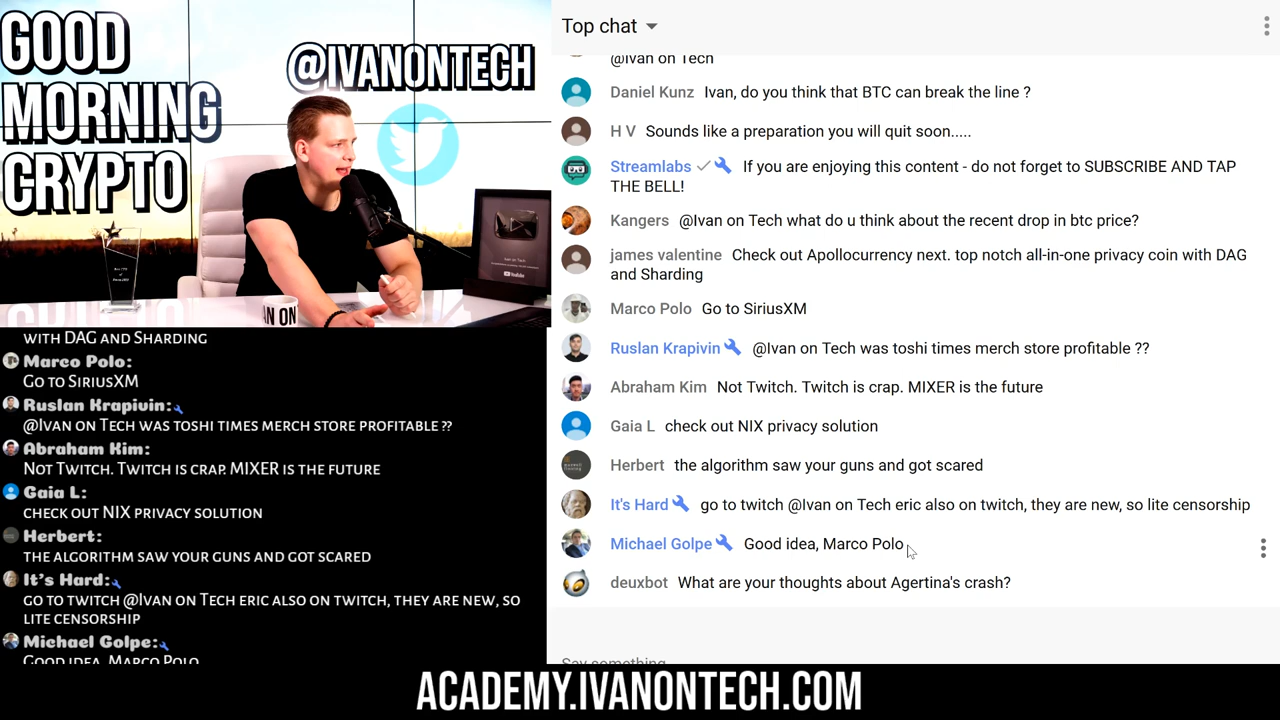 GOOD
MORNING
CRYPTO
@IVANONTECH
Ivan on Tech
YouTube
AN ON
WITH DAG AND SHARDING
Marco Polo:
GO TO SIRIUSXM
Ruslan Krapivin:
@IVAN ON TECH WAS TOSHI TIMES MERCH STORE PROFITABLE ??
Abraham Kim:
NOT TWITCH. TWITCH IS CRAP. MIXER IS THE FUTURE
Gaia L:
CHECK OUT NIX PRIVACY SOLUTION
Herbert:
THE ALGORITHM SAW YOUR GUNS AND GOT SCARED
It's Hard:
GO TO TWITCH @IVAN ON TECH ERIC ALSO ON TWITCH, THEY ARE NEW, SO
LITE CENSORSHIP
Michael Golpe:
GOOD IDEA, MARCO POLO
Top chat
@Ivan on Tech
Daniel Kunz Ivan, do you think that BTC can break the line ?
H V Sounds like a preparation you will quit soon.....
Streamlabs If you are enjoying this content - do not forget to SUBSCRIBE AND TAP
THE BELL!
Kangers @Ivan on Tech what do u think about the recent drop in btc price?
james valentine Check out Apollocurrency next. top notch all-in-one privacy coin with DAG
and Sharding
Marco Polo Go to SiriusXM
Ruslan Krapivin @Ivan on Tech was toshi times merch store profitable ??
Abraham Kim Not Twitch. Twitch is crap. MIXER is the future
Gaia L check out NIX privacy solution
Herbert the algorithm saw your guns and got scared
It's Hard go to twitch @Ivan on Tech eric also on twitch, they are new, so lite censorship
Michael Golpe Good idea, Marco Polo
deuxbot What are your thoughts about Agertina's crash?
Say something
ACADEMY.IVANONTECH.COM